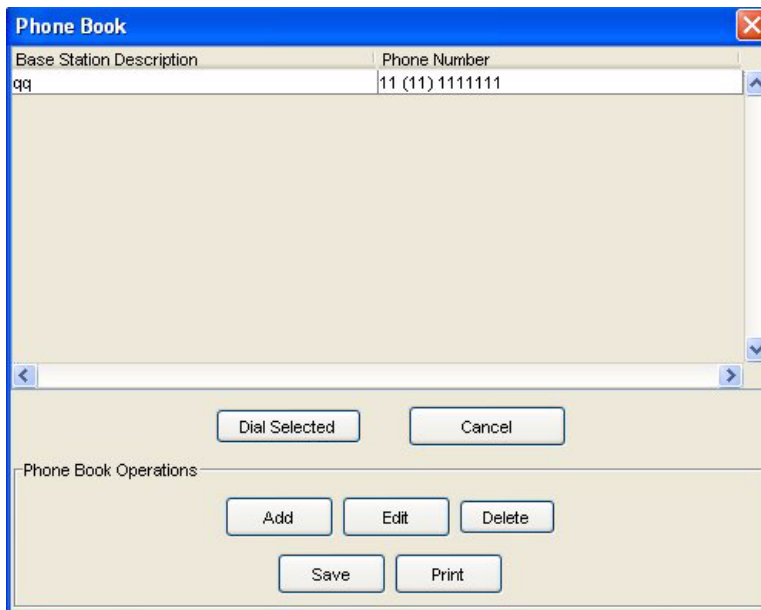 Phone Book
Base Station Description Phone Number
qq 11 (11) 1111111
Dial Selected Cancel
Phone Book Operations
Add Edit Delete
Save Print